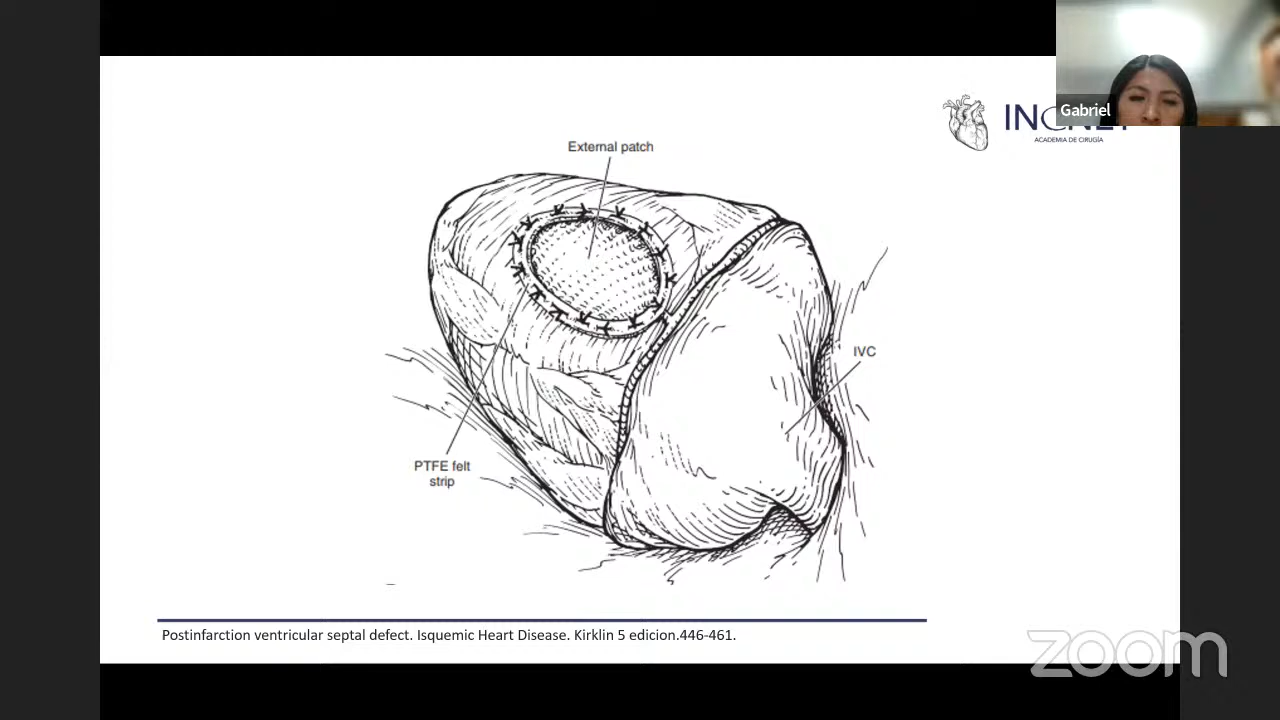 Gabriel
ACADEMIA DE CIRUGÍA
External patch
IVC
PTFE felt
strip
Postinfarction ventricular septal defect. Isquemic Heart Disease. Kirklin 5 edicion.446-461.
zoom